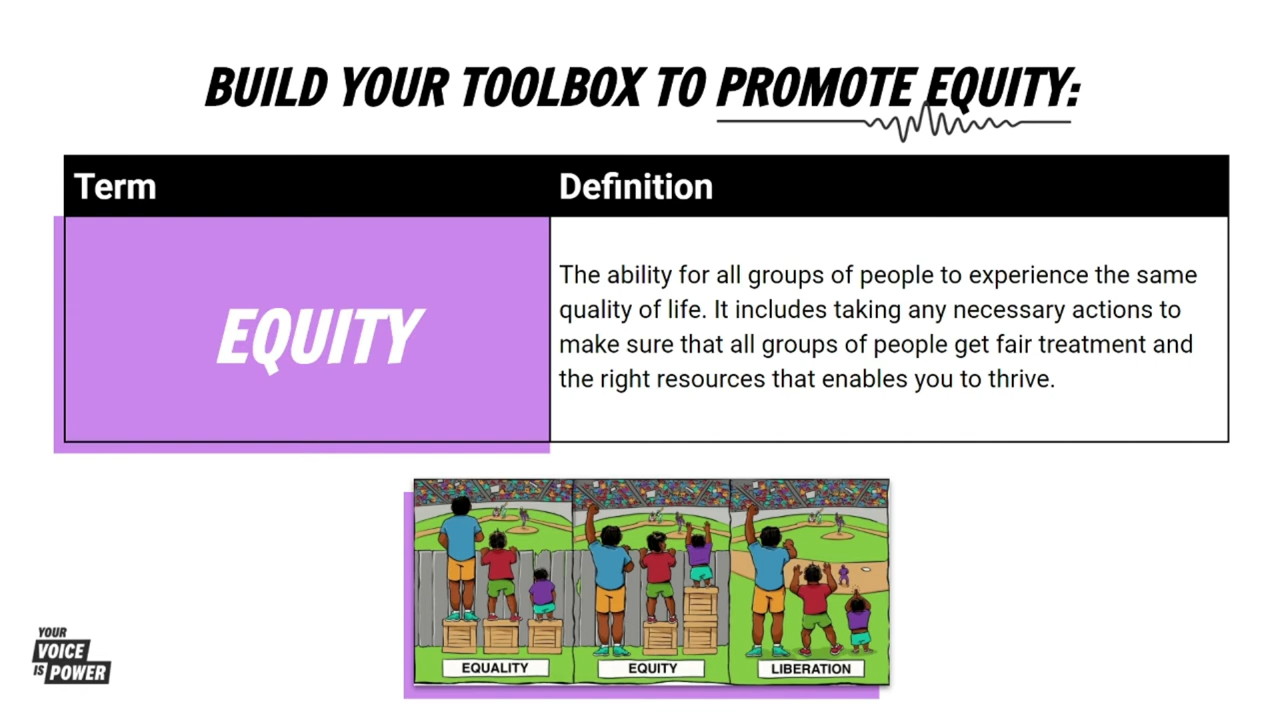 BUILD YOUR TOOLBOX TO PROMOTE EQUITY:
Term
Definition
EQUITY
The ability for all groups of people to experience the same
quality of life. It includes taking any necessary actions to
make sure that all groups of people get fair treatment and
the right resources that enables you to thrive.
EQUALITY
EQUITY
LIBERATION
YOUR
VOICE
IS POWER